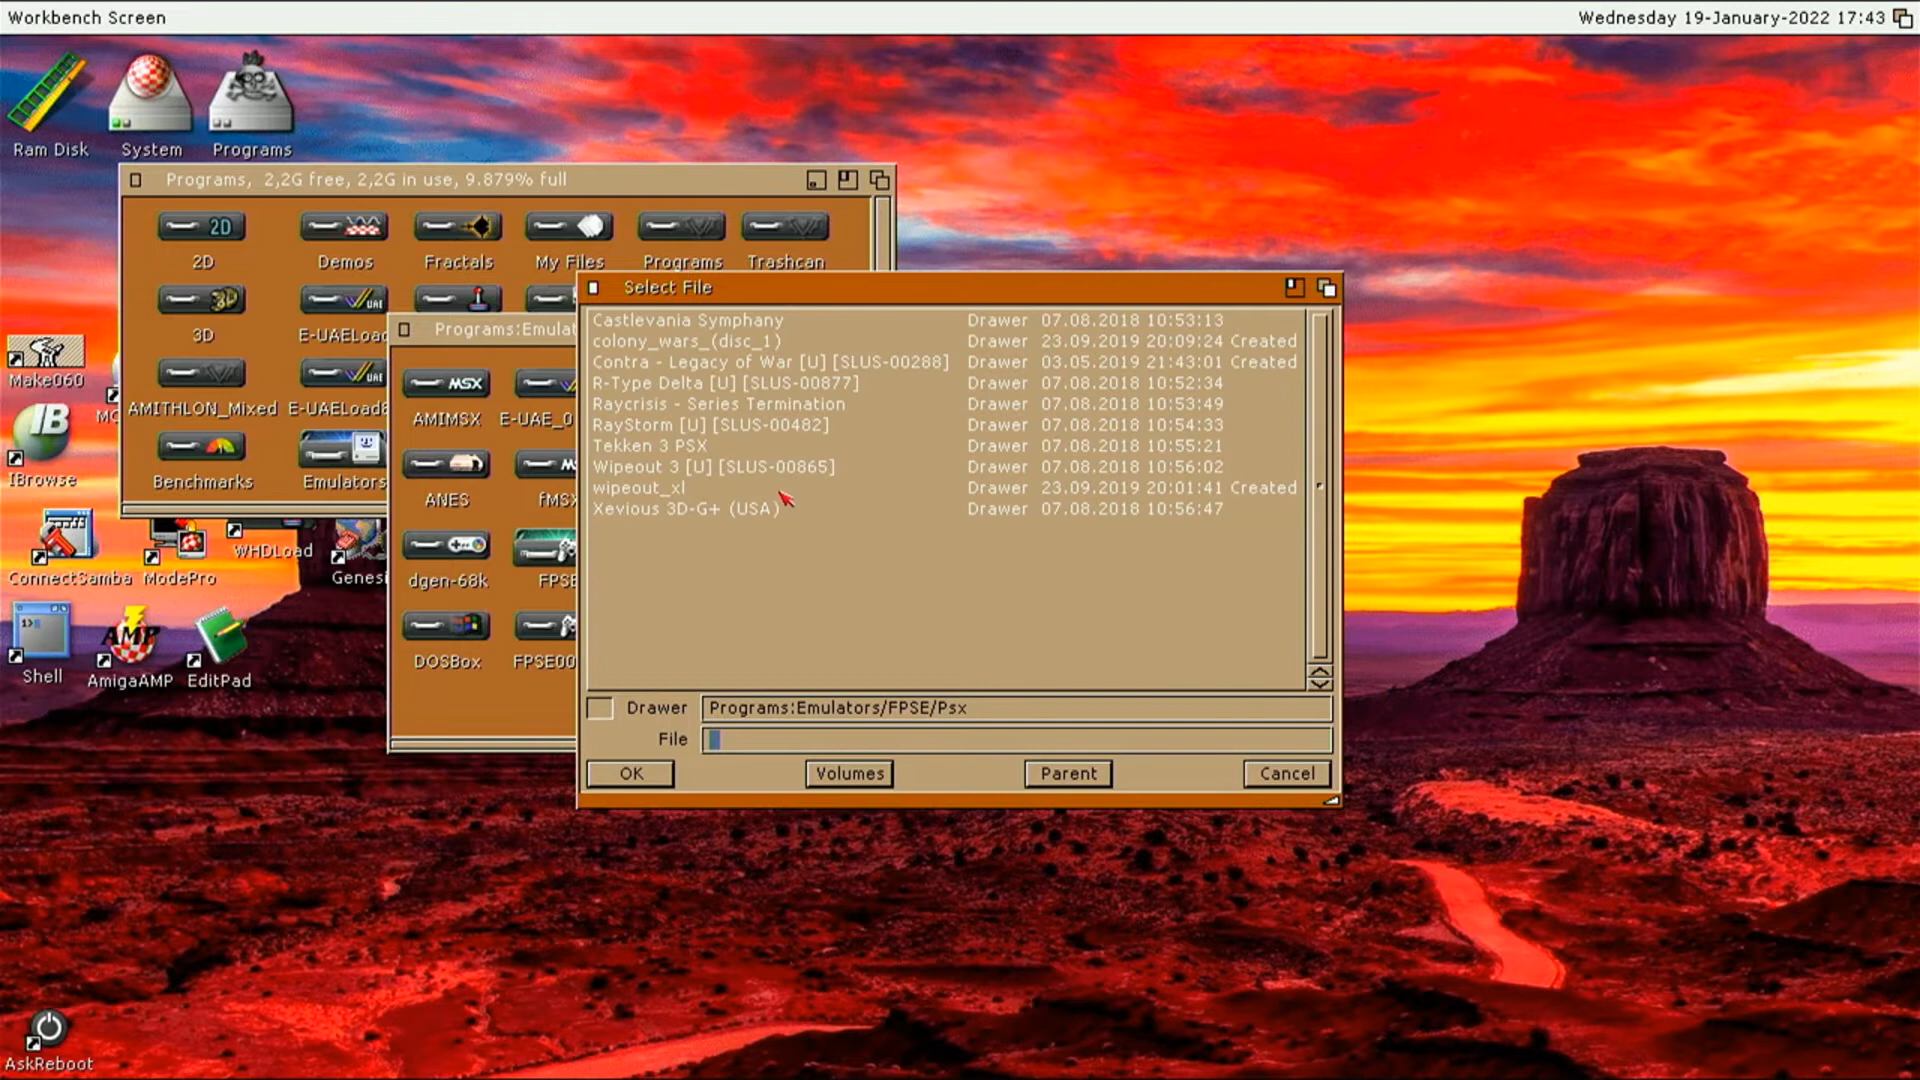 Workbench Screen
Wednesday 19-January-2022 17:43
Ram Disk
System
Programs
Programs, 2,2G free, 2,2G in use, 9.879% full
2D
Demos
Fractals
My Files
Programs
Trashcan
3D
E-UAELoad
AMITHLON_Mixed
Benchmarks
Emulators
Make060
IBrowse
ConnectSamba
ModePro
WHDLoad
Genesi
Shell
AmigaAMP
EditPad
AskReboot
Programs:Emulat
AMIMSX
E-UAE_0
ANES
fMSX
dgen-68k
FPSE
DOSBox
FPSE00
Select File
Castlevania Symphany Drawer 07.08.2018 10:53:13
colony_wars_(disc_1) Drawer 23.09.2019 20:09:24 Created
Contra - Legacy of War [U] [SLUS-00288] Drawer 03.05.2019 21:43:01 Created
R-Type Delta [U] [SLUS-00877] Drawer 07.08.2018 10:52:34
Raycrisis - Series Termination Drawer 07.08.2018 10:53:49
RayStorm [U] [SLUS-00482] Drawer 07.08.2018 10:54:33
Tekken 3 PSX Drawer 07.08.2018 10:55:21
Wipeout 3 [U] [SLUS-00865] Drawer 07.08.2018 10:56:02
wipeout_xl Drawer 23.09.2019 20:01:41 Created
Xevious 3D-G+ (USA) Drawer 07.08.2018 10:56:47
Drawer Programs:Emulators/FPSE/Psx
File
OK
Volumes
Parent
Cancel